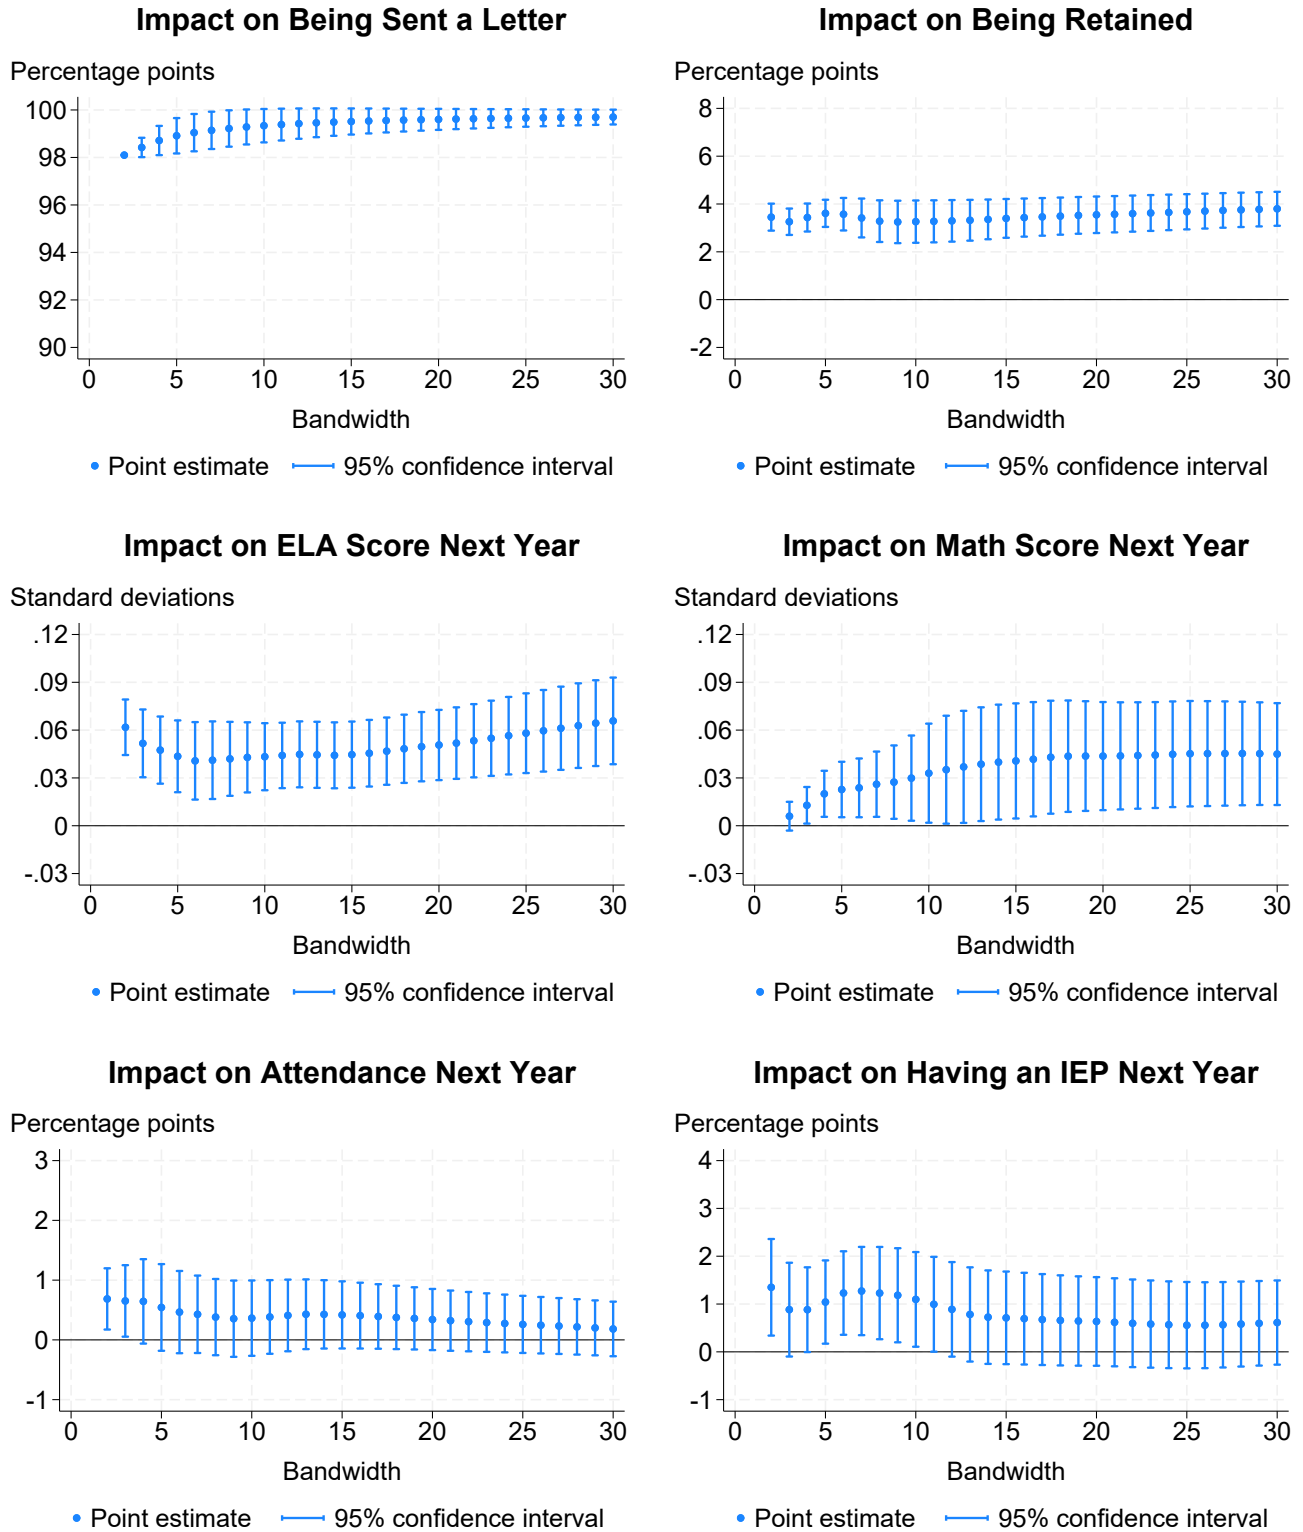 Impact on Being Sent a Letter
Percentage points
100
98
96
94
92
90
0 5 10 15 20 25 30
Bandwidth
Point estimate 95% confidence interval
Impact on Being Retained
Percentage points
8
6
4
2
0
-2
0 5 10 15 20 25 30
Bandwidth
Point estimate 95% confidence interval
Impact on ELA Score Next Year
Standard deviations
.12
.09
.06
.03
0
-.03
0 5 10 15 20 25 30
Bandwidth
Point estimate 95% confidence interval
Impact on Math Score Next Year
Standard deviations
.12
.09
.06
.03
0
-.03
0 5 10 15 20 25 30
Bandwidth
Point estimate 95% confidence interval
Impact on Attendance Next Year
Percentage points
3
2
1
0
-1
0 5 10 15 20 25 30
Bandwidth
Point estimate 95% confidence interval
Impact on Having an IEP Next Year
Percentage points
4
3
2
1
0
-1
0 5 10 15 20 25 30
Bandwidth
Point estimate 95% confidence interval